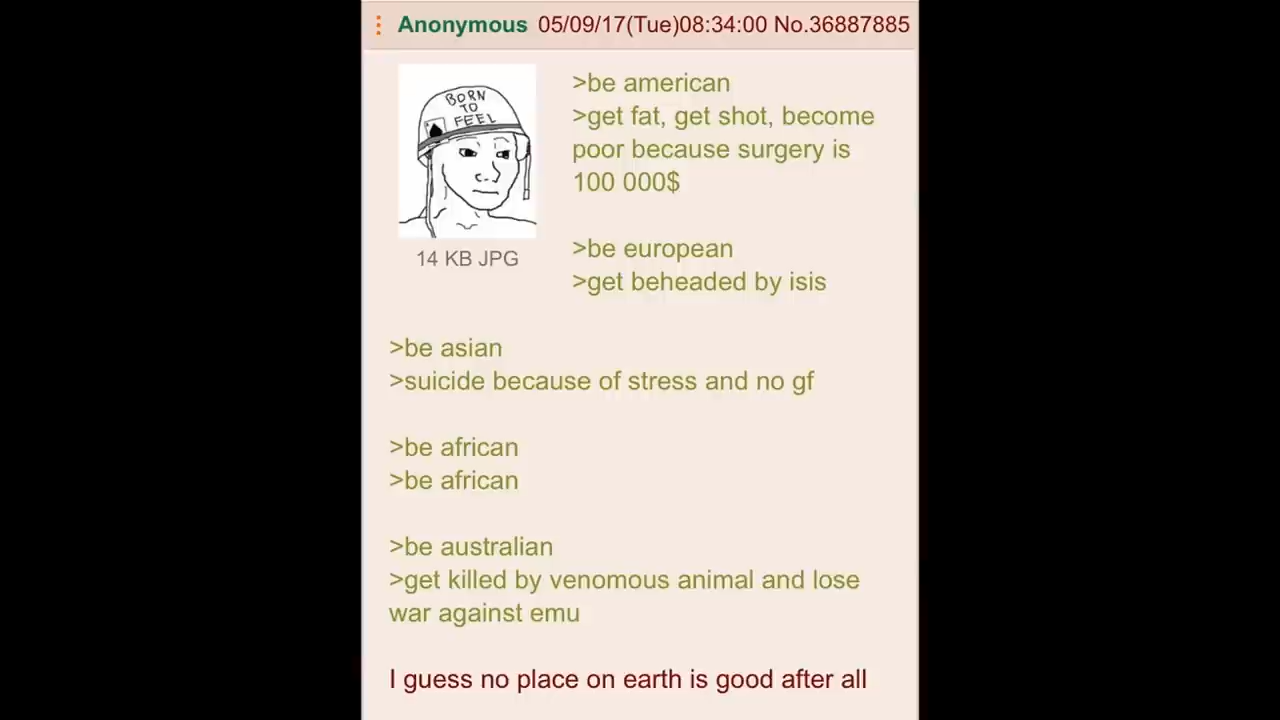 Anonymous 05/09/17(Tue)08:34:00 No.36887885
BORN
TO
FEEL
14 KB JPG
>be american
>get fat, get shot, become
poor because surgery is
100 000$
>be european
>get beheaded by isis
>be asian
>suicide because of stress and no gf
>be african
>be african
>be australian
>get killed by venomous animal and lose
war against emu
I guess no place on earth is good after all